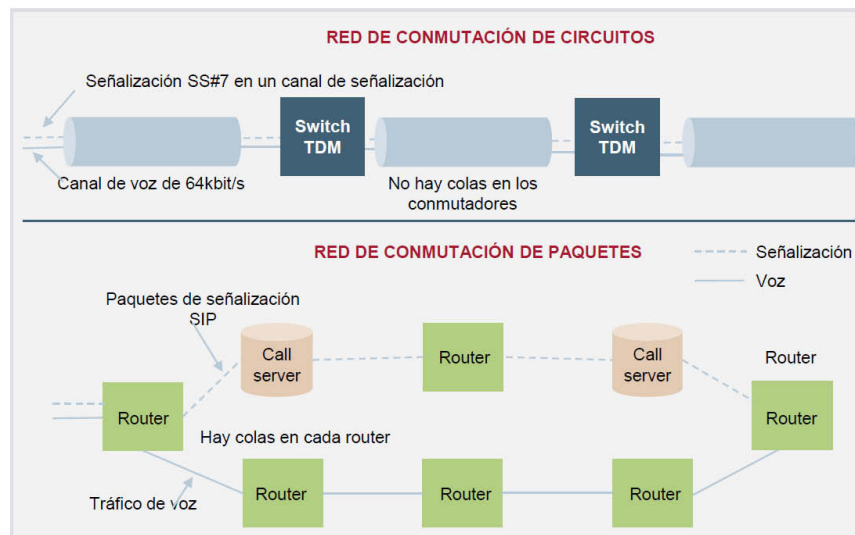 RED DE CONMUTACIÓN DE CIRCUITOS
Señalización SS#7 en un canal de señalización
Switch
TDM
Switch
TDM
Canal de voz de 64kbit/s
No hay colas en los
conmutadores
RED DE CONMUTACIÓN DE PAQUETES
Señalización
Voz
Paquetes de señalización
SIP
Call
server
Router
Call
server
Router
Router
Router
Hay colas en cada router
Tráfico de voz
Router
Router
Router